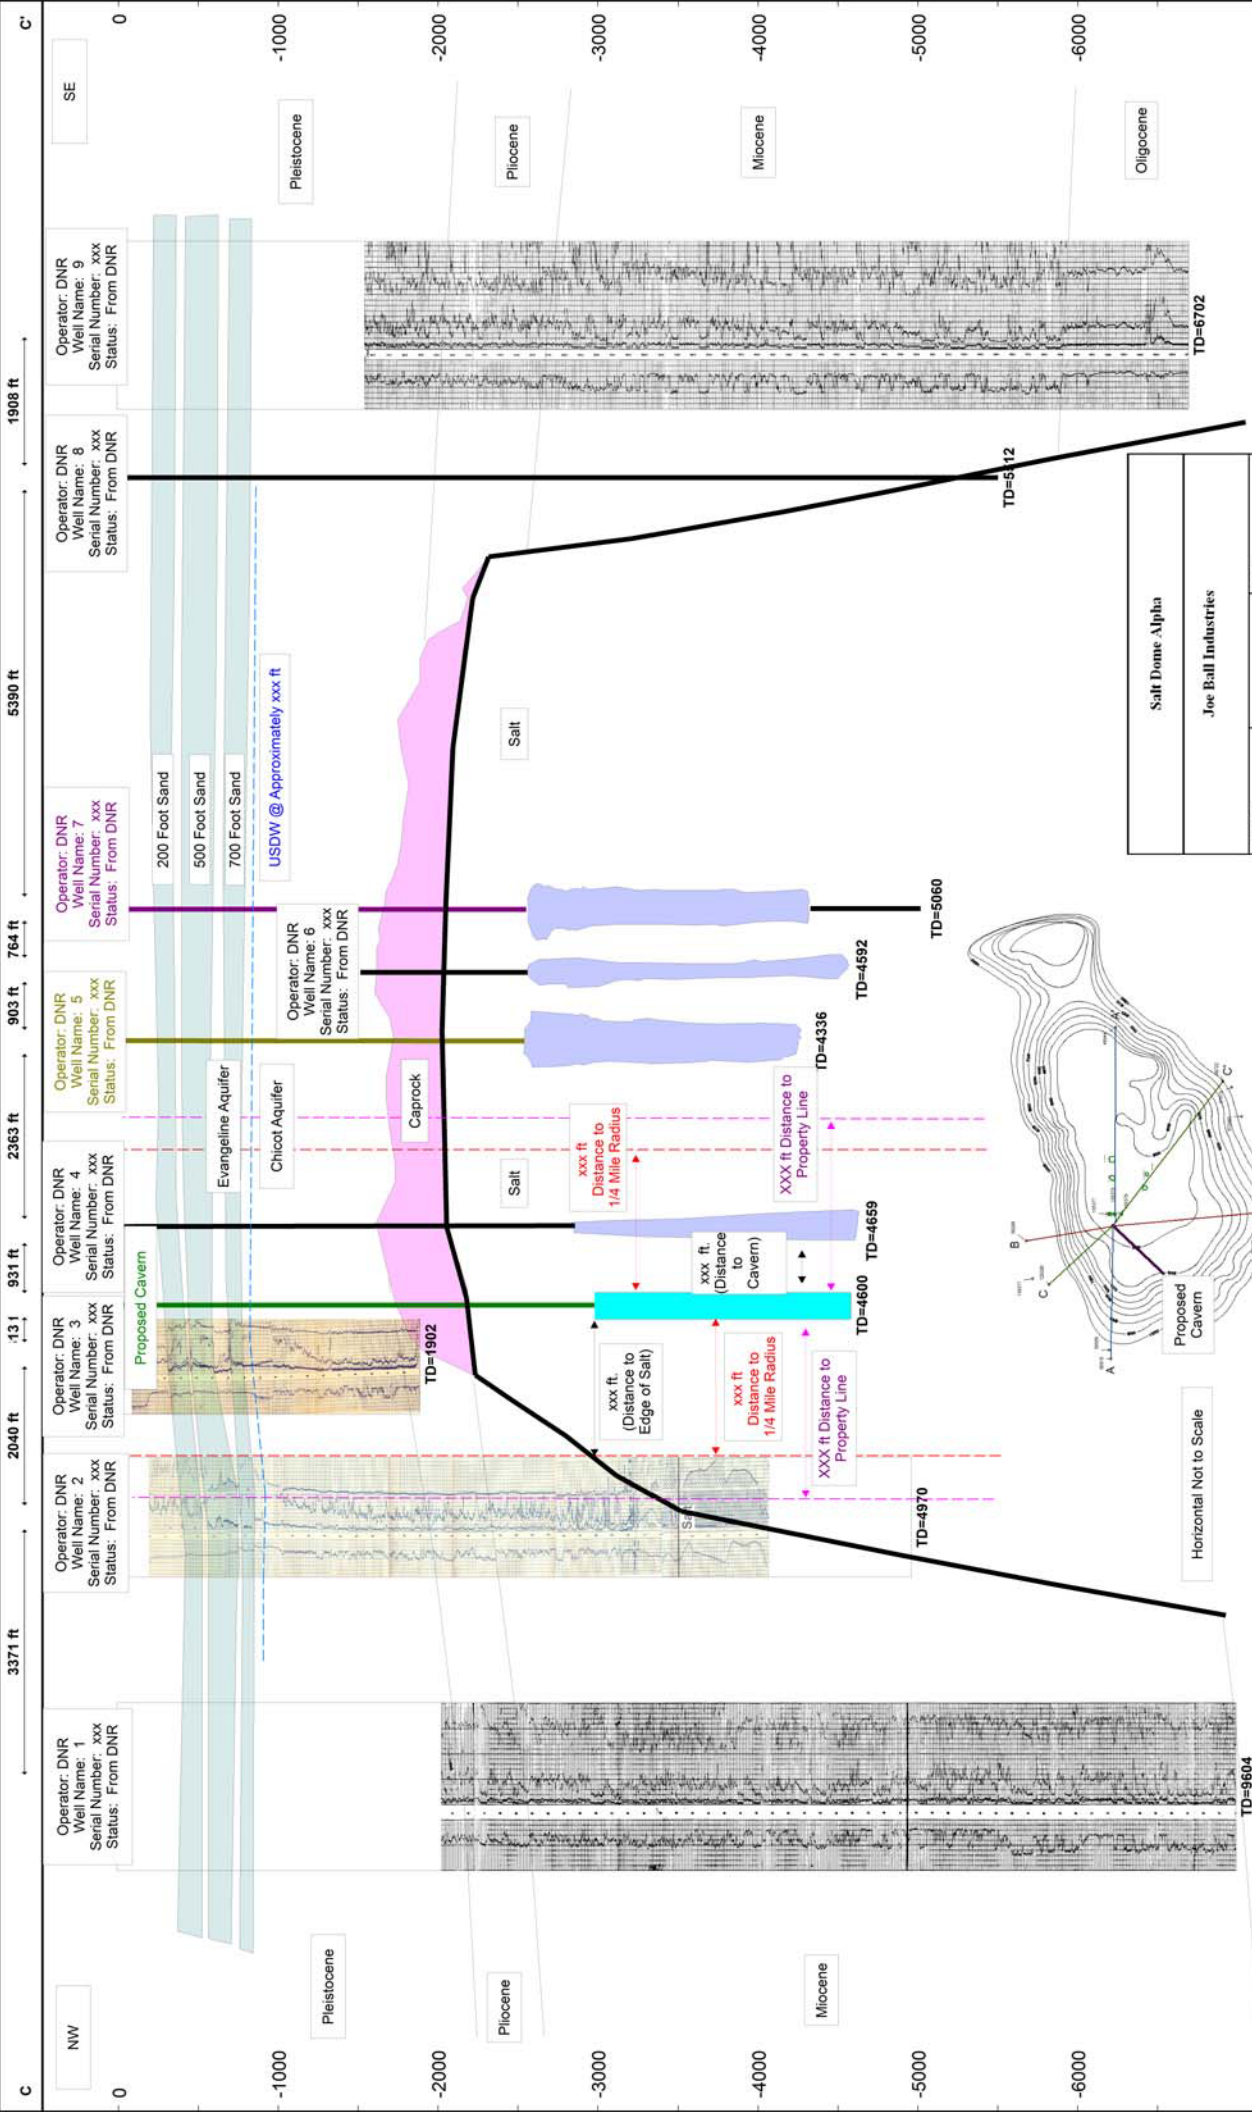 C
C'
3371 ft
2040 ft
131
931 ft
2363 ft
903 ft
764 ft
5390 ft
1908 ft
NW
SE
0
-1000
-2000
-3000
-4000
-5000
-6000
0
-1000
-2000
-3000
-4000
-5000
-6000
Operator: DNR
Well Name: 1
Serial Number: xxx
Status: From DNR
Operator: DNR
Well Name: 2
Serial Number: xxx
Status: From DNR
Operator: DNR
Well Name: 3
Serial Number: xxx
Status: From DNR
Proposed Cavern
Operator: DNR
Well Name: 4
Serial Number: xxx
Status: From DNR
Operator: DNR
Well Name: 5
Serial Number: xxx
Status: From DNR
Operator: DNR
Well Name: 6
Serial Number: xxx
Status: From DNR
Operator: DNR
Well Name: 7
Serial Number: xxx
Status: From DNR
Operator: DNR
Well Name: 8
Serial Number: xxx
Status: From DNR
Operator: DNR
Well Name: 9
Serial Number: xxx
Status: From DNR
200 Foot Sand
500 Foot Sand
700 Foot Sand
Evangeline Aquifer
Chicot Aquifer
USDW @ Approximately xxx ft
Pleistocene
Pliocene
Miocene
Pleistocene
Pliocene
Miocene
Oligocene
Caprock
Salt
Salt
TD=9604
TD=4970
TD=1902
TD=4600
TD=4659
TD=4336
TD=4592
TD=5060
TD=5312
TD=6702
xxx ft.
(Distance to
Edge of Salt)
xxx ft
Distance to
1/4 Mile Radius
XXX ft Distance to
Property Line
xxx ft.
(Distance
to
Cavern)
xxx ft
Distance to
1/4 Mile Radius
XXX ft Distance to
Property Line
Horizontal Not to Scale
A
A'
B
C
C'
Proposed
Cavern
Salt Dome Alpha
Joe Ball Industries